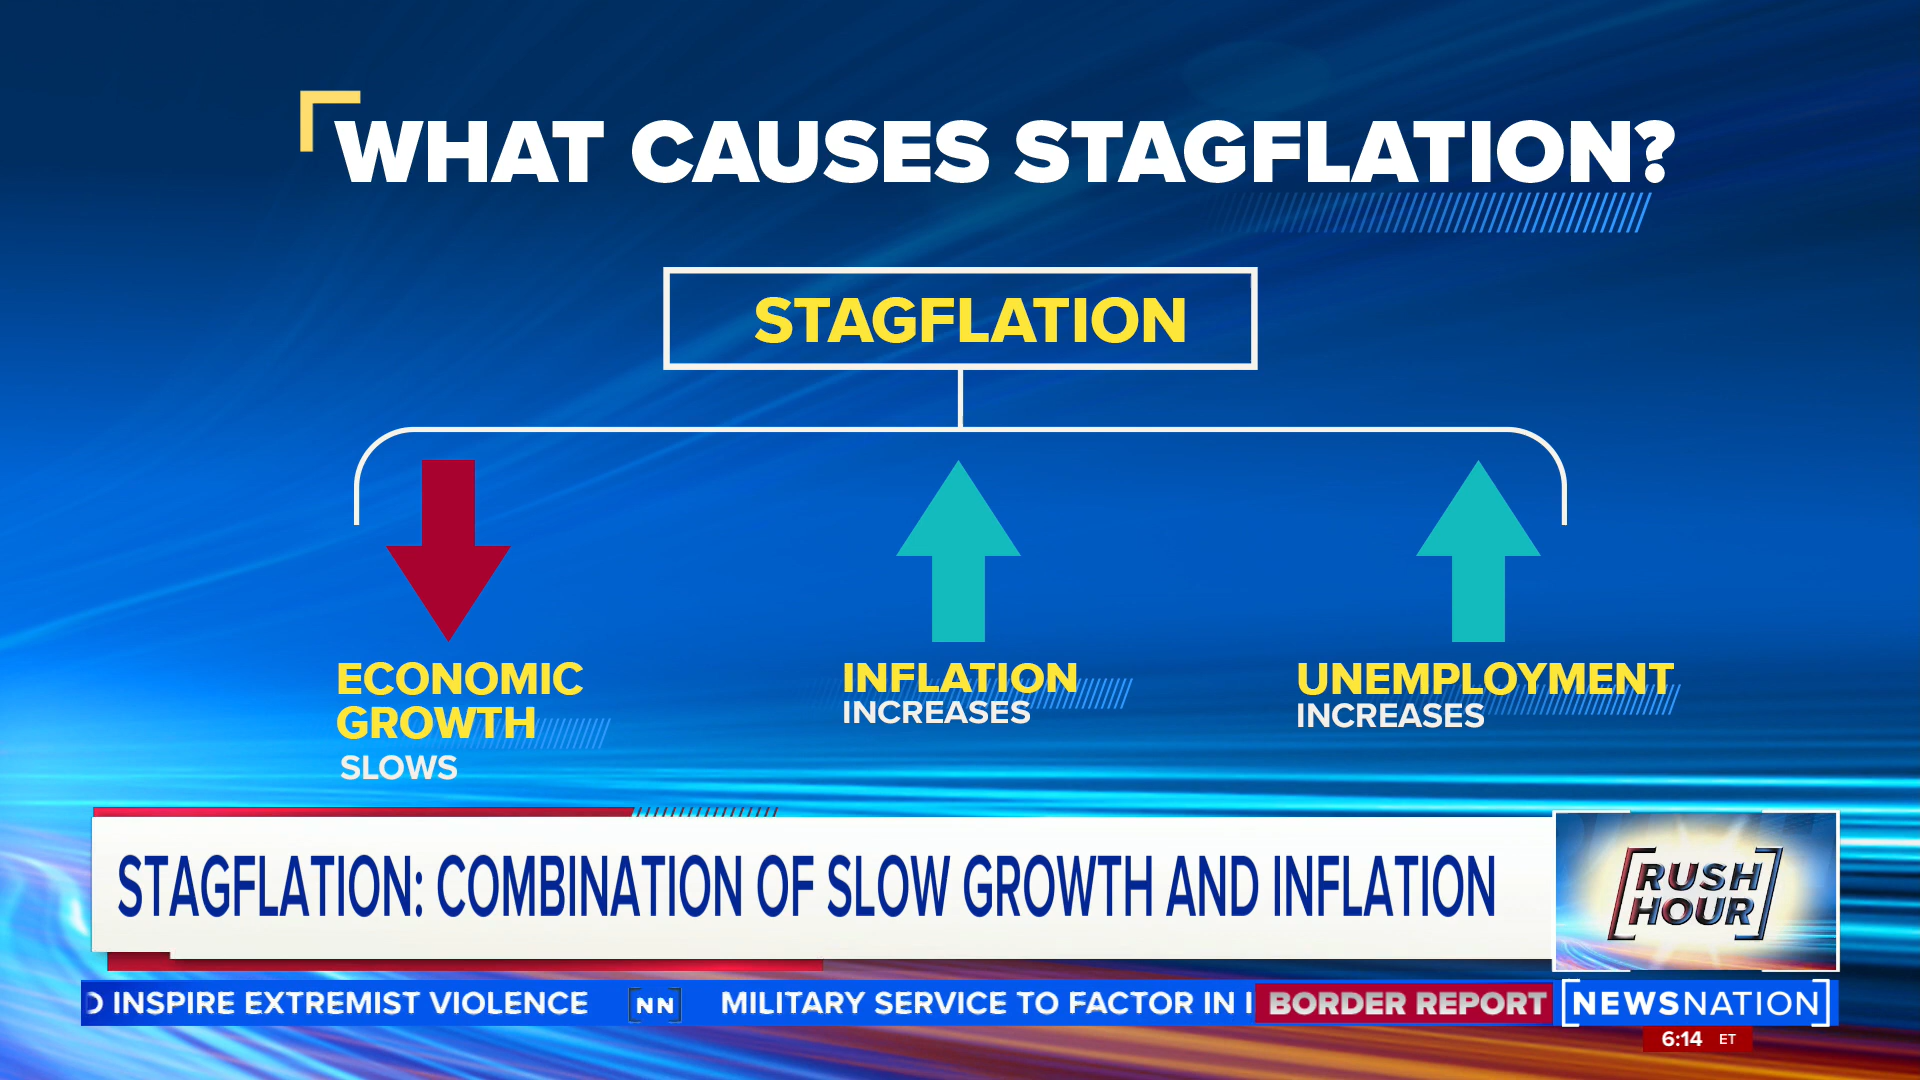 WHAT CAUSES STAGFLATION?
STAGFLATION
ECONOMIC
GROWTH
SLOWS
INFLATION
INCREASES
UNEMPLOYMENT
INCREASES
STAGFLATION: COMBINATION OF SLOW GROWTH AND INFLATION
RUSH
HOUR
INSPIRE EXTREMIST VIOLENCE NN MILITARY SERVICE TO FACTOR IN BORDER REPORT NEWSNATION
6:14 ET